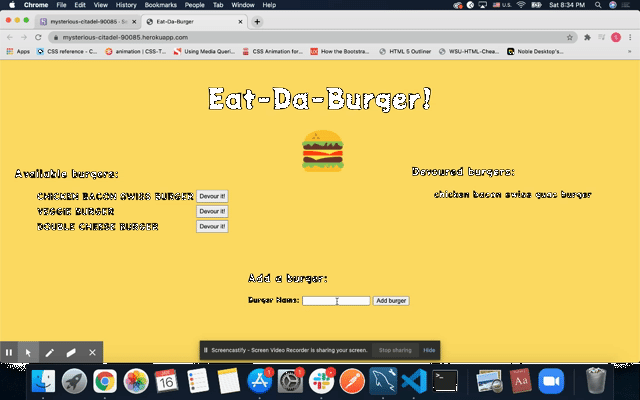 Chrome File Edit View History Bookmarks People Tab Window Help
U.S.
Sat 8:34 PM
mysterious-citadel-90085 - Se
Eat-Da-Burger
mysterious-citadel-90085.herokuapp.com
Apps
CSS reference - C...
animation | CSS-T...
Using Media Queri...
CSS Animation for...
How the Bootstra...
HTML 5 Outliner
WSU-HTML-Chea...
Noble Desktop's...
Eat-Da-Burger!
Available burgers:
CHICKEN BACON SWISS BURGER Devour it!
VEGGIE BURGER Devour it!
DOUBLE CHEESE BURGER Devour it!
Devoured burgers:
chicken bacon swiss guac burger
Add a burger:
Burger Name: Add burger
Screencastify - Screen Video Recorder is sharing your screen.
Stop sharing
Hide
16